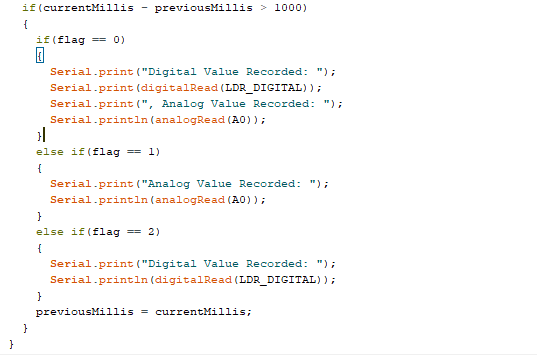 if(currentMillis - previousMillis > 1000)
{
if(flag == 0)
{
Serial.print("Digital Value Recorded: ");
Serial.print(digitalRead(LDR_DIGITAL));
Serial.print(", Analog Value Recorded: ");
Serial.println(analogRead(A0));
}
else if(flag == 1)
{
Serial.print("Analog Value Recorded: ");
Serial.println(analogRead(A0));
}
else if(flag == 2)
{
Serial.print("Digital Value Recorded: ");
Serial.println(digitalRead(LDR_DIGITAL));
}
previousMillis = currentMillis;
}
}